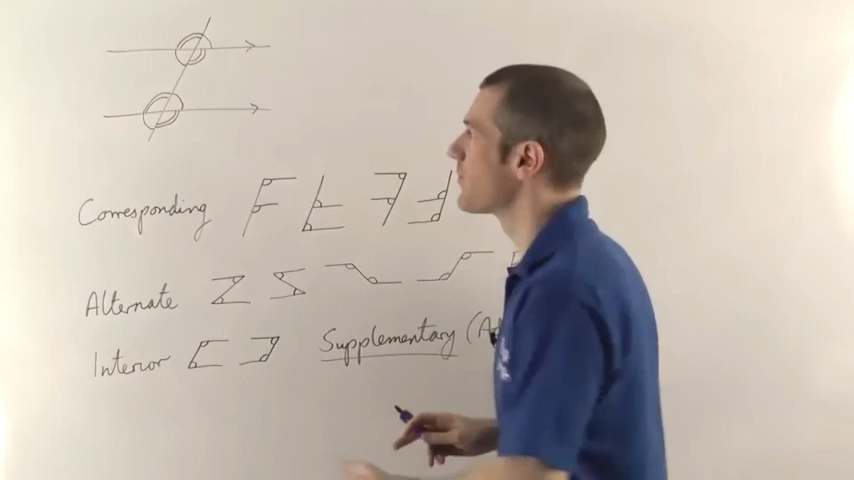 Corresponding
Alternate
Interior Supplementary